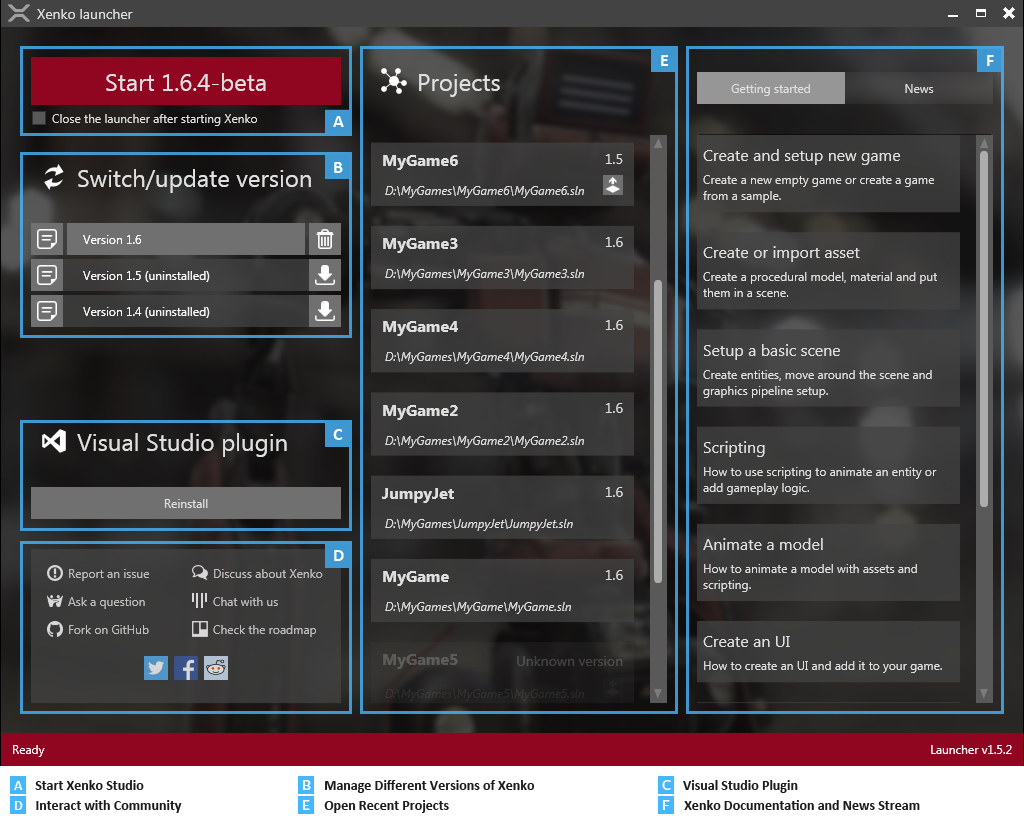 Xenko launcher
Start 1.6.4-beta
Close the launcher after starting Xenko
A
B
Switch/update version
Version 1.6
Version 1.5 (uninstalled)
Version 1.4 (uninstalled)
C
Visual Studio plugin
Reinstall
D
Report an issue
Discuss about Xenko
Ask a question
Chat with us
Fork on GitHub
Check the roadmap
E
Projects
MyGame6 1.5
D:\MyGames\MyGame6\MyGame6.sln
MyGame3 1.6
D:\MyGames\MyGame3\MyGame3.sln
MyGame4 1.6
D:\MyGames\MyGame4\MyGame4.sln
MyGame2 1.6
D:\MyGames\MyGame2\MyGame2.sln
JumpyJet 1.6
D:\MyGames\JumpyJet\JumpyJet.sln
MyGame 1.6
D:\MyGames\MyGame\MyGame.sln
MyGame5 Unknown version
D:\MyGames\MyGame5\MyGame5.sln
F
Getting started
News
Create and setup new game
Create a new empty game or create a game
from a sample.
Create or import asset
Create a procedural model, material and put
them in a scene.
Setup a basic scene
Create entities, move around the scene and
graphics pipeline setup.
Scripting
How to use scripting to animate an entity or
add gameplay logic.
Animate a model
How to animate a model with assets and
scripting.
Create an UI
How to create an UI and add it to your game.
Ready
Launcher v1.5.2
A Start Xenko Studio
B Manage Different Versions of Xenko
C Visual Studio Plugin
D Interact with Community
E Open Recent Projects
F Xenko Documentation and News Stream